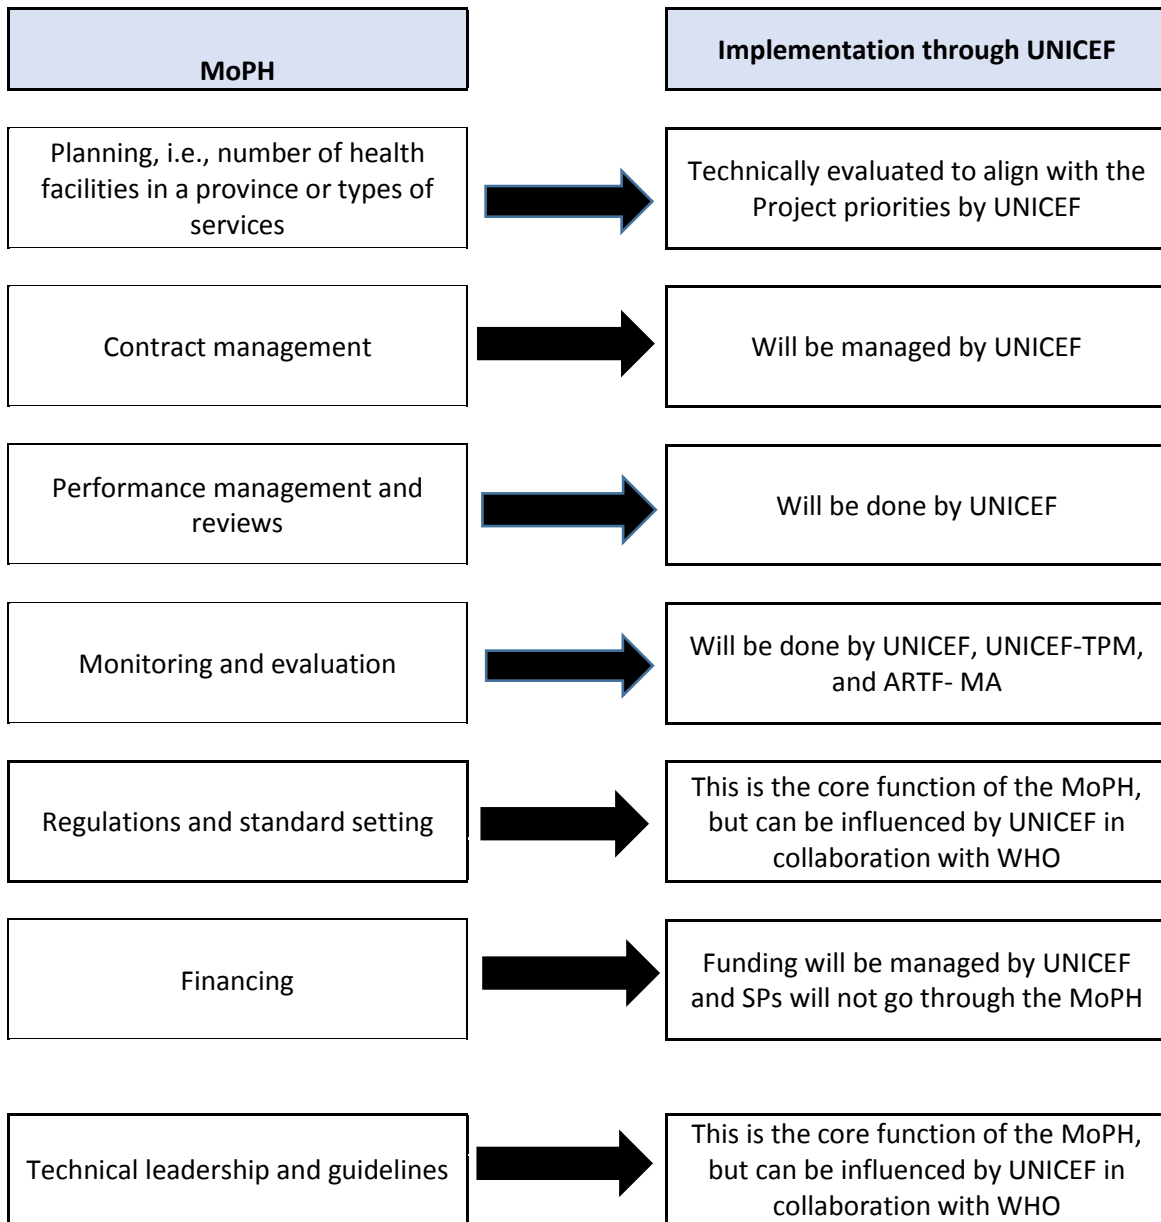 MoPH
Implementation through UNICEF
Planning, i.e., number of health
facilities in a province or types of
services
Technically evaluated to align with the
Project priorities by UNICEF
Contract management
Will be managed by UNICEF
Performance management and
reviews
Will be done by UNICEF
Monitoring and evaluation
Will be done by UNICEF, UNICEF-TPM,
and ARTF- MA
Regulations and standard setting
This is the core function of the MoPH,
but can be influenced by UNICEF in
collaboration with WHO
Financing
Funding will be managed by UNICEF
and SPs will not go through the MoPH
Technical leadership and guidelines
This is the core function of the MoPH,
but can be influenced by UNICEF in
collaboration with WHO